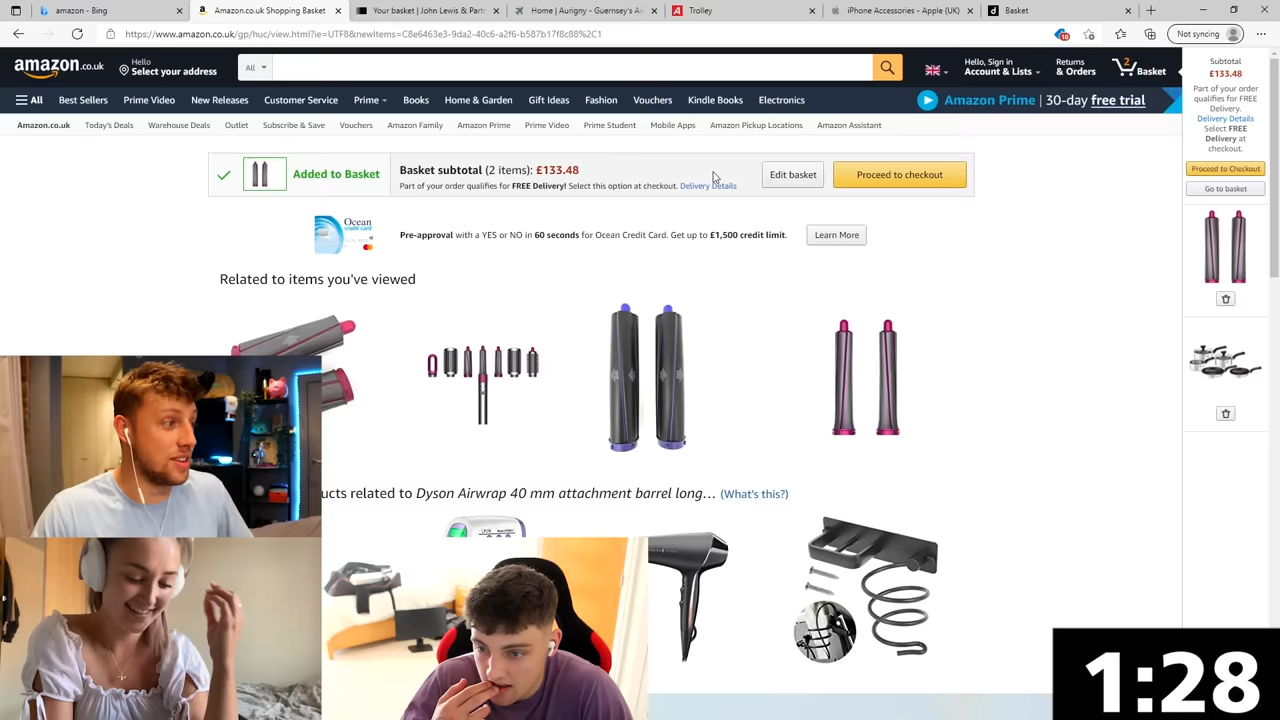 amazon - Bing
Amazon.co.uk Shopping Basket
Your basket | John Lewis & Partn
Home | Aurigny - Guernsey's Air
Trolley
iPhone Accessories - Apple (UK)
Basket
https://www.amazon.co.uk/gp/huc/view.html?ie=UTF8&newItems=C8e6463e3-9da2-40c6-a2f6-b587b17f8c88%2C1
10
Not syncing
amazon.co.uk
Hello
Select your address
All
Hello, Sign in
Account & Lists
Returns
& Orders
2
Basket
All
Best Sellers
Prime Video
New Releases
Customer Service
Prime
Books
Home & Garden
Gift Ideas
Fashion
Vouchers
Kindle Books
Electronics
Amazon Prime | 30-day free trial
Amazon.co.uk
Today's Deals
Warehouse Deals
Outlet
Subscribe & Save
Vouchers
Amazon Family
Amazon Prime
Prime Video
Prime Student
Mobile Apps
Amazon Pickup Locations
Amazon Assistant
Added to Basket
Basket subtotal (2 items): £133.48
Part of your order qualifies for FREE Delivery! Select this option at checkout. Delivery Details
Edit basket
Proceed to checkout
Ocean
credit card
Pre-approval with a YES or NO in 60 seconds for Ocean Credit Card. Get up to £1,500 credit limit.
Learn More
Related to items you've viewed
ucts related to Dyson Airwrap 40 mm attachment barrel long… (What's this?)
Subtotal
£133.48
Part of your order
qualifies for FREE
Delivery.
Delivery Details
Select FREE
Delivery at
checkout.
Proceed to Checkout
Go to basket
1:28